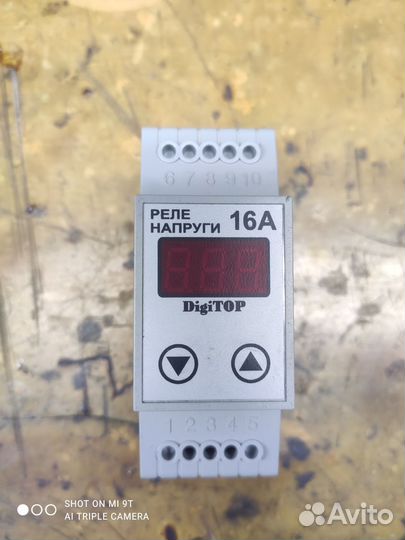 6 7 8 9 10
РЕЛЕ
НАПРУГИ 16А
DigiTOP
1 2 3 4 5
SHOT ON MI 9T
AI TRIPLE CAMERA
Avito